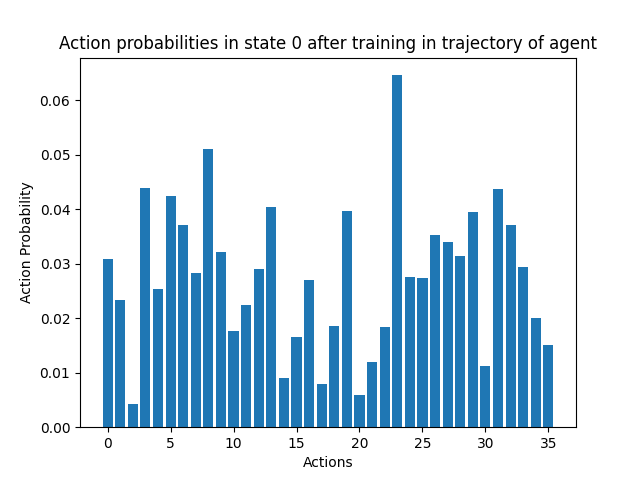 Action probabilities in state 0 after training in trajectory of agent
0.06
0.05
0.04
0.03
0.02
0.01
0.00
Action Probability
0 5 10 15 20 25 30 35
Actions